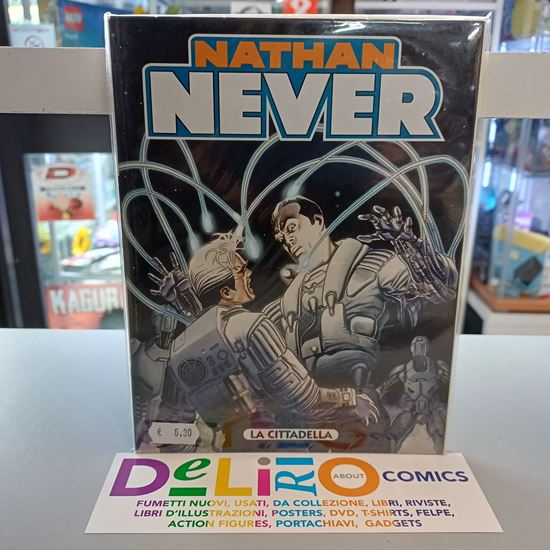 NATHAN
NEVER
KAGUR
LA CITTADELLA
€ 6.30
DeLiRiO ABOUT COMICS
FUMETTI NUOVI, USATI, DA COLLEZIONE, LIBRI, RIVISTE,
LIBRI D'ILLUSTRAZIONI, POSTERS, DVD, T-SHIRTS, FELPE,
ACTION FIGURES, PORTACHIAVI, GADGETS